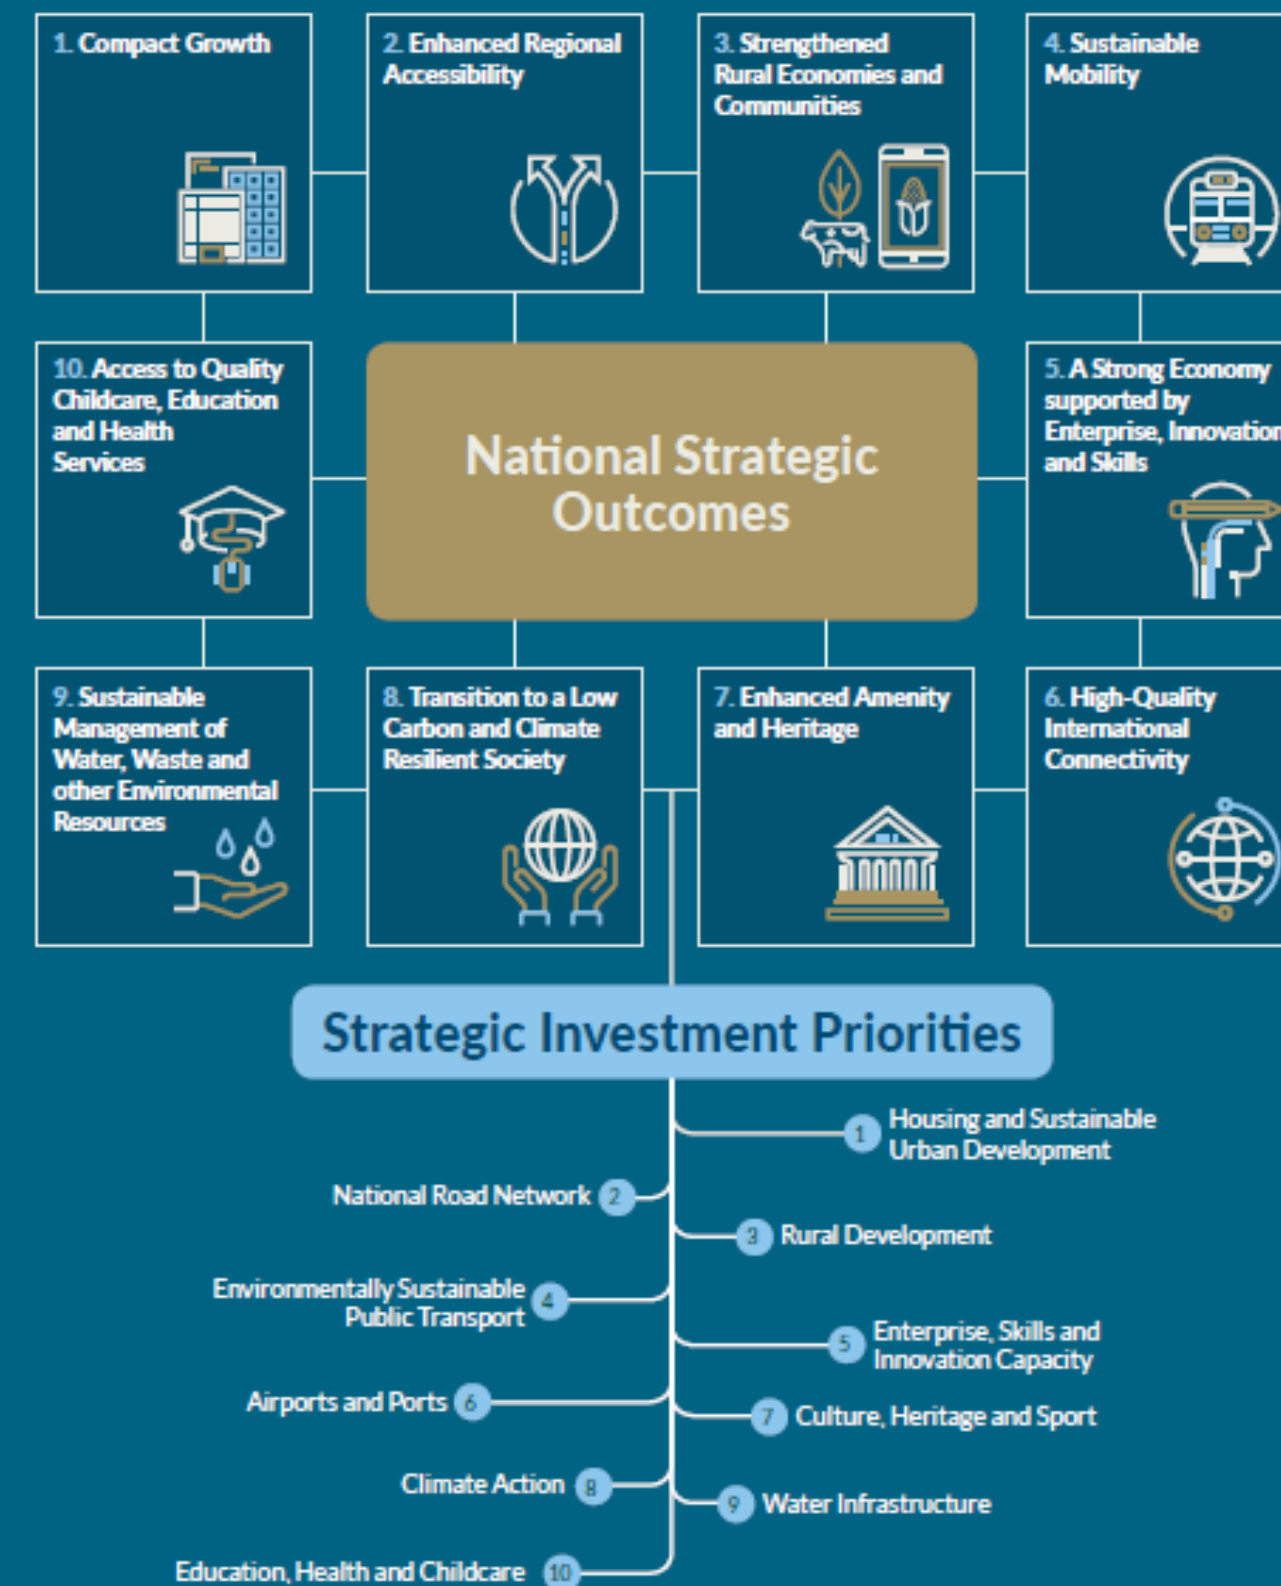 1. Compact Growth
2. Enhanced Regional
Accessibility
3. Strengthened
Rural Economies and
Communities
4. Sustainable
Mobility
10. Access to Quality
Childcare, Education
and Health
Services
National Strategic
Outcomes
5. A Strong Economy
supported by
Enterprise, Innovation
and Skills
9. Sustainable
Management of
Water, Waste and
other Environmental
Resources
8. Transition to a Low
Carbon and Climate
Resilient Society
7. Enhanced Amenity
and Heritage
6. High-Quality
International
Connectivity
Strategic Investment Priorities
1 Housing and Sustainable
Urban Development
National Road Network 2
3 Rural Development
Environmentally Sustainable
Public Transport 4
5 Enterprise, Skills and
Innovation Capacity
Airports and Ports 6
7 Culture, Heritage and Sport
Climate Action 8
9 Water Infrastructure
Education, Health and Childcare 10